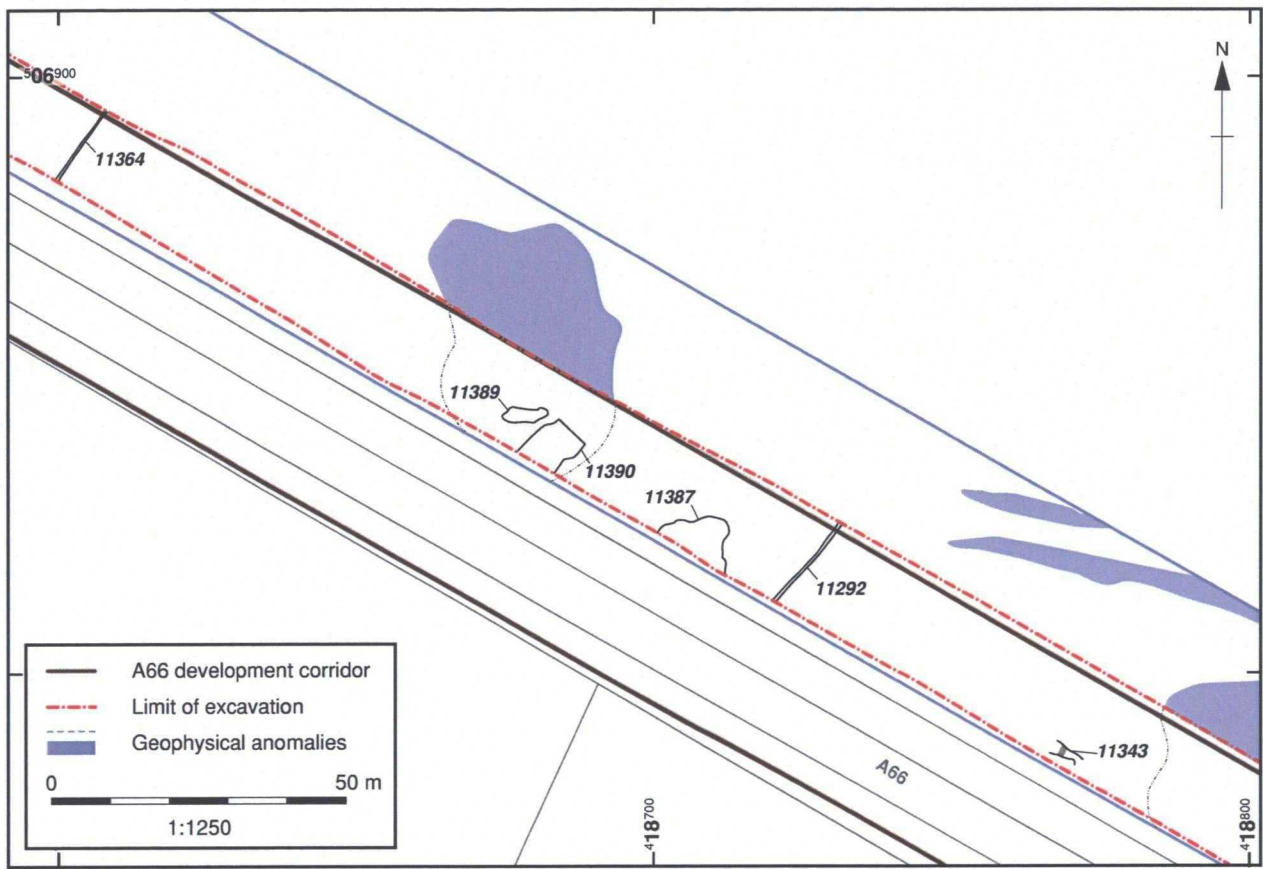 N
⁵06⁹⁰⁰
11364
11389
11390
11387
11292
11343
A66
A66 development corridor
Limit of excavation
Geophysical anomalies
0 50 m
1:1250
⁴18⁷⁰⁰
⁴18⁸⁰⁰